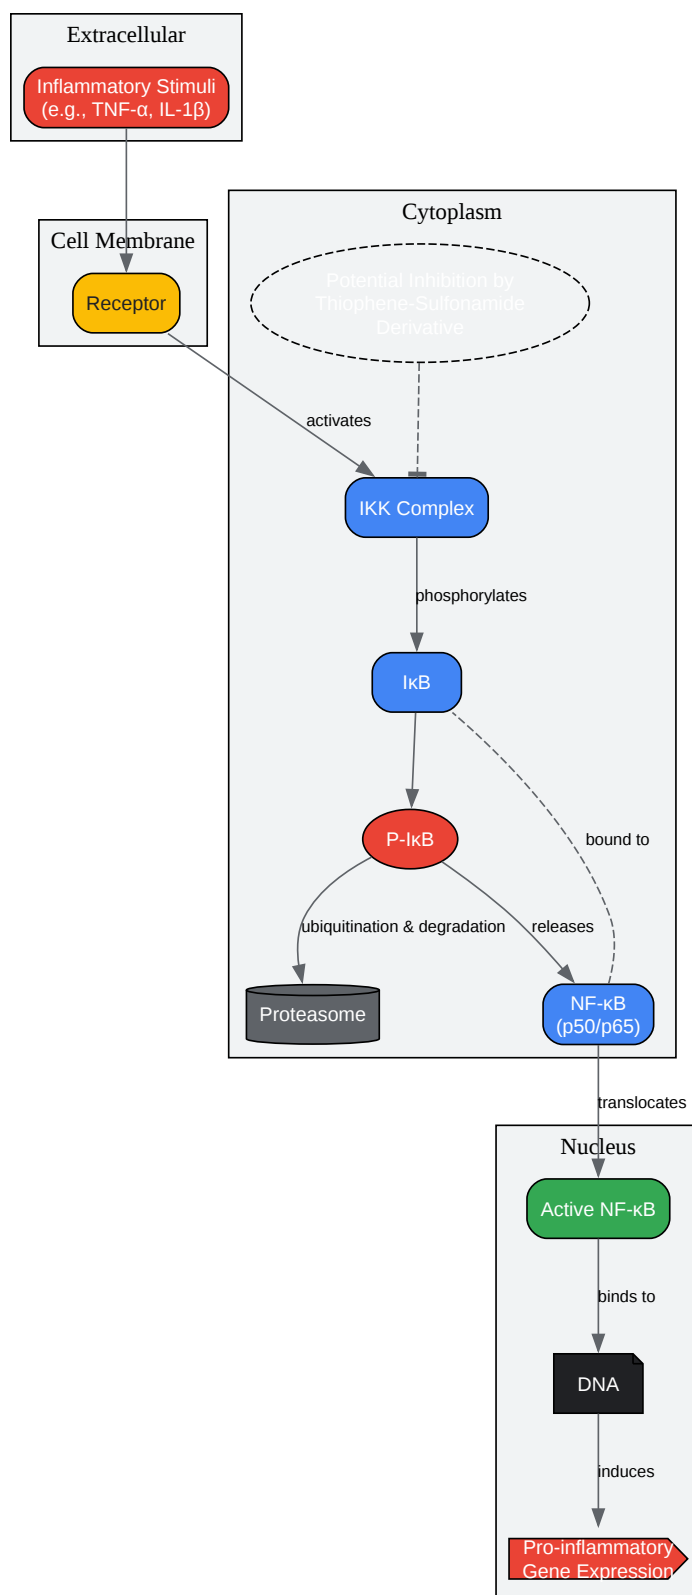 Extracellular
Inflammatory Stimuli
(e.g., TNF-α, IL-1β)
Cell Membrane
Receptor
Cytoplasm
Potential Inhibition by
Thiophene-Sulfonamide
Derivative
activates
IKK Complex
phosphorylates
IκB
P-IκB
bound to
ubiquitination & degradation
releases
Proteasome
NF-κB
(p50/p65)
translocates
Nucleus
Active NF-κB
binds to
DNA
induces
Pro-inflammatory
Gene Expression